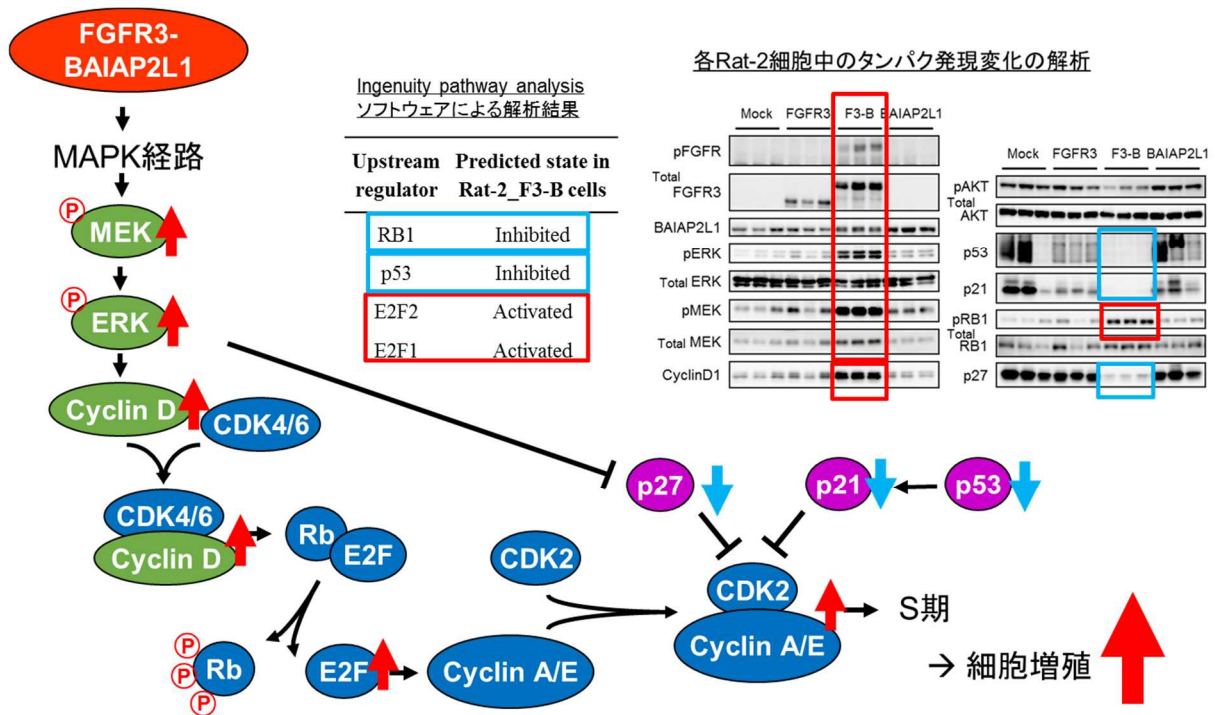 FGFR3-
BAIAP2L1
MAPK経路
P
MEK
P
ERK
Cyclin D
CDK4/6
CDK4/6
Cyclin D
Rb
E2F
P
P
P
Rb
E2F
Cyclin A/E
CDK2
CDK2
Cyclin A/E
p27
p21
p53
S期
→ 細胞増殖
Ingenuity pathway analysis
ソフトウェアによる解析結果
Upstream regulator
Predicted state in Rat-2_F3-B cells
RB1 Inhibited
p53 Inhibited
E2F2 Activated
E2F1 Activated
各Rat-2細胞中のタンパク発現変化の解析
Mock FGFR3 F3-B BAIAP2L1
pFGFR
Total
FGFR3
BAIAP2L1
pERK
Total ERK
pMEK
Total MEK
CyclinD1
Mock FGFR3 F3-B BAIAP2L1
pAKT
Total
AKT
p53
p21
pRB1
Total
RB1
p27